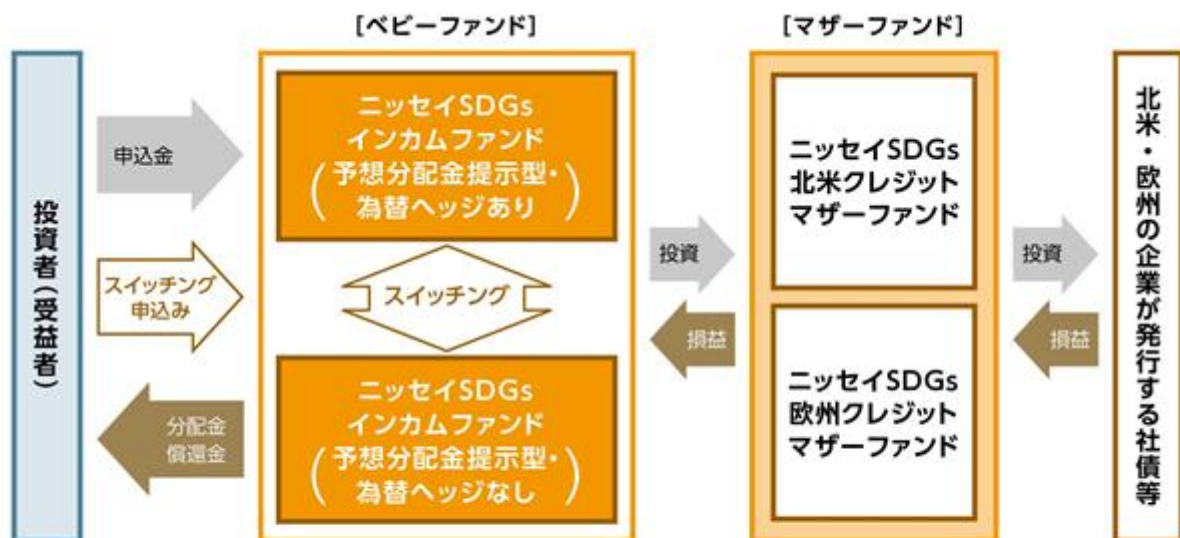 [ベビーファンド]
[マザーファンド]
投資者(受益者)
申込金
スイッチング
申込み
分配金
償還金
ニッセイSDGs
インカムファンド
(予想分配金提示型・
為替ヘッジあり)
スイッチング
ニッセイSDGs
インカムファンド
(予想分配金提示型・
為替ヘッジなし)
投資
損益
ニッセイSDGs
北米クレジット
マザーファンド
ニッセイSDGs
欧州クレジット
マザーファンド
投資
損益
北米・欧州の企業が発行する社債等